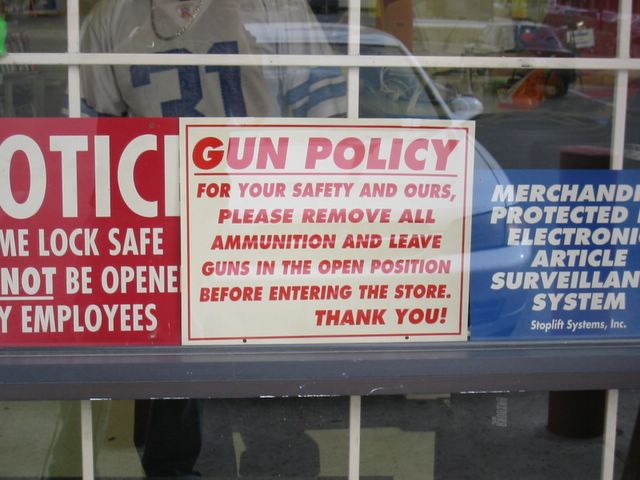 31
OTIC
ME LOCK SAFE
NOT BE OPENE
Y EMPLOYEES
GUN POLICY
FOR YOUR SAFETY AND OURS,
PLEASE REMOVE ALL
AMMUNITION AND LEAVE
GUNS IN THE OPEN POSITION
BEFORE ENTERING THE STORE.
THANK YOU!
MERCHANDI
PROTECTED
ELECTRONI
ARTICLE
SURVEILLAN
SYSTEM
Stoplift Systems, Inc.